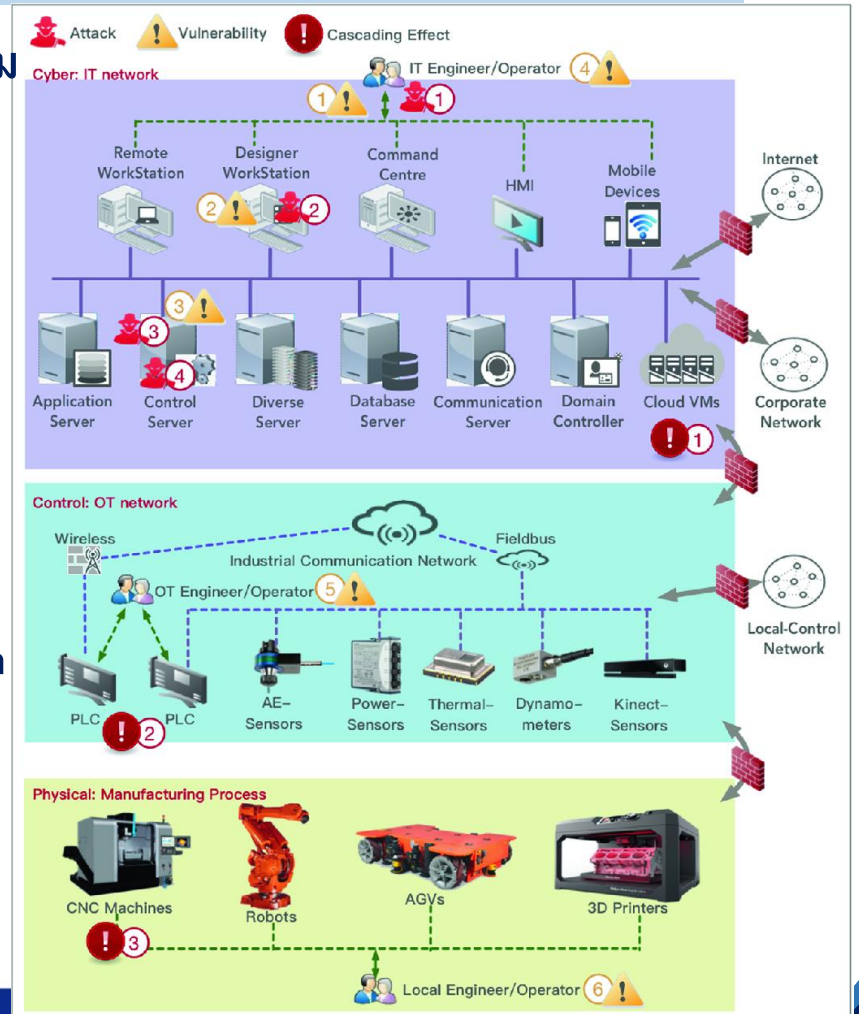 Attack
Vulnerability
Cascading Effect
ม
Cyber: IT network
IT Engineer/Operator
4
1
1
Remote
WorkStation
Designer
WorkStation
Command
Centre
HMI
Mobile
Devices
Internet
2
2
3
3
4
Application
Server
Control
Server
Diverse
Server
Database
Server
Communication
Server
Domain
Controller
Cloud VMs
1
Corporate
Network
Control: OT network
Wireless
Industrial Communication Network
Fieldbus
OT Engineer/Operator
5
Local-Control
Network
PLC
PLC
2
AE-
Sensors
Power-
Sensors
Thermal-
Sensors
Dynamo-
meters
Kinect-
Sensors
Physical: Manufacturing Process
CNC Machines
Robots
AGVs
3D Printers
3
Local Engineer/Operator
6